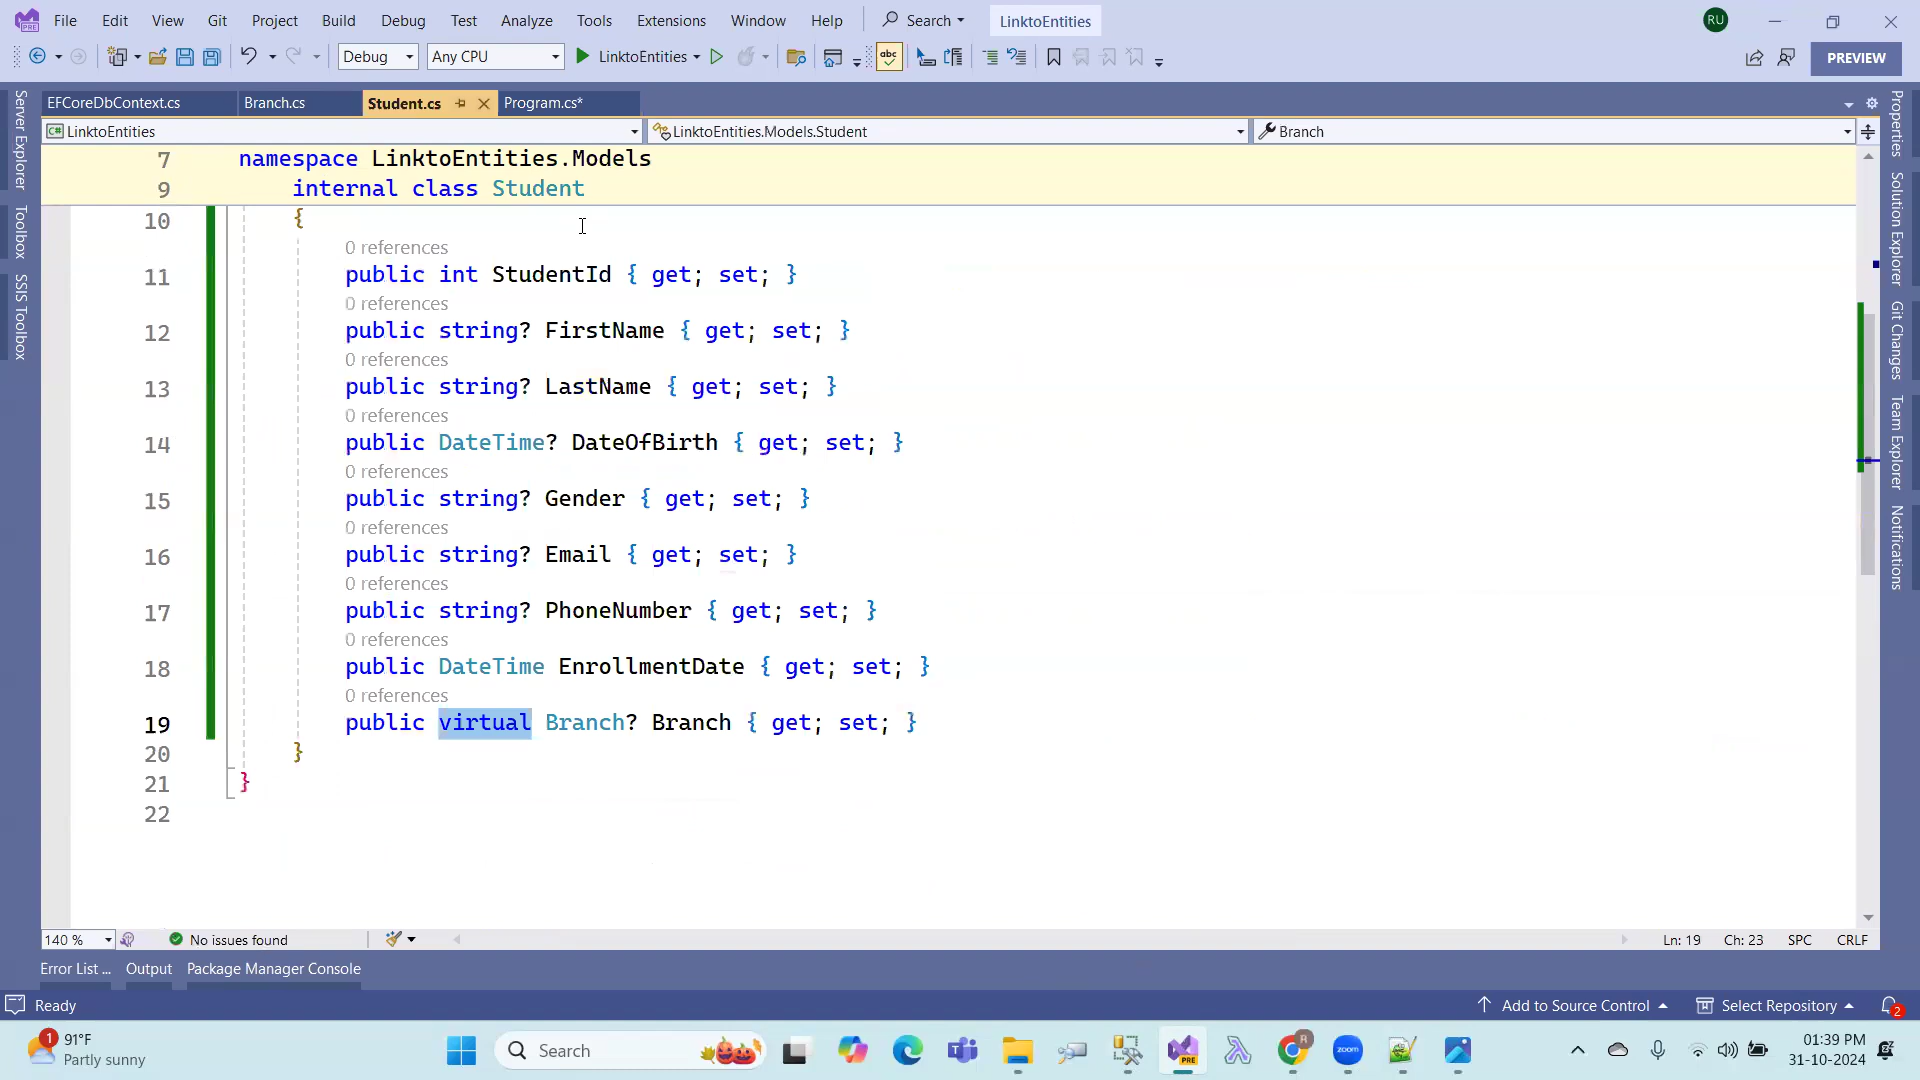 File Edit View Git Project Build Debug Test Analyze Tools Extensions Window Help Search LinktoEntities RU
Debug Any CPU LinktoEntities abc PREVIEW
EFCoreDbContext.cs Branch.cs Student.cs Program.cs*
C# LinktoEntities LinktoEntities.Models.Student Branch
7 namespace LinktoEntities.Models
9 internal class Student
10 {
0 references
11 public int StudentId { get; set; }
0 references
12 public string? FirstName { get; set; }
0 references
13 public string? LastName { get; set; }
0 references
14 public DateTime? DateOfBirth { get; set; }
0 references
15 public string? Gender { get; set; }
0 references
16 public string? Email { get; set; }
0 references
17 public string? PhoneNumber { get; set; }
0 references
18 public DateTime EnrollmentDate { get; set; }
0 references
19 public virtual Branch? Branch { get; set; }
20 }
21 }
22
Server Explorer
Toolbox
SSIS Toolbox
Properties
Solution Explorer
Git Changes
Team Explorer
Notifications
140 % No issues found Ln: 19 Ch: 23 SPC CRLF
Error List ... Output Package Manager Console
Ready Add to Source Control Select Repository 2
1 91°F
Partly sunny
Search
PRE
R
zoom
01:39 PM
31-10-2024